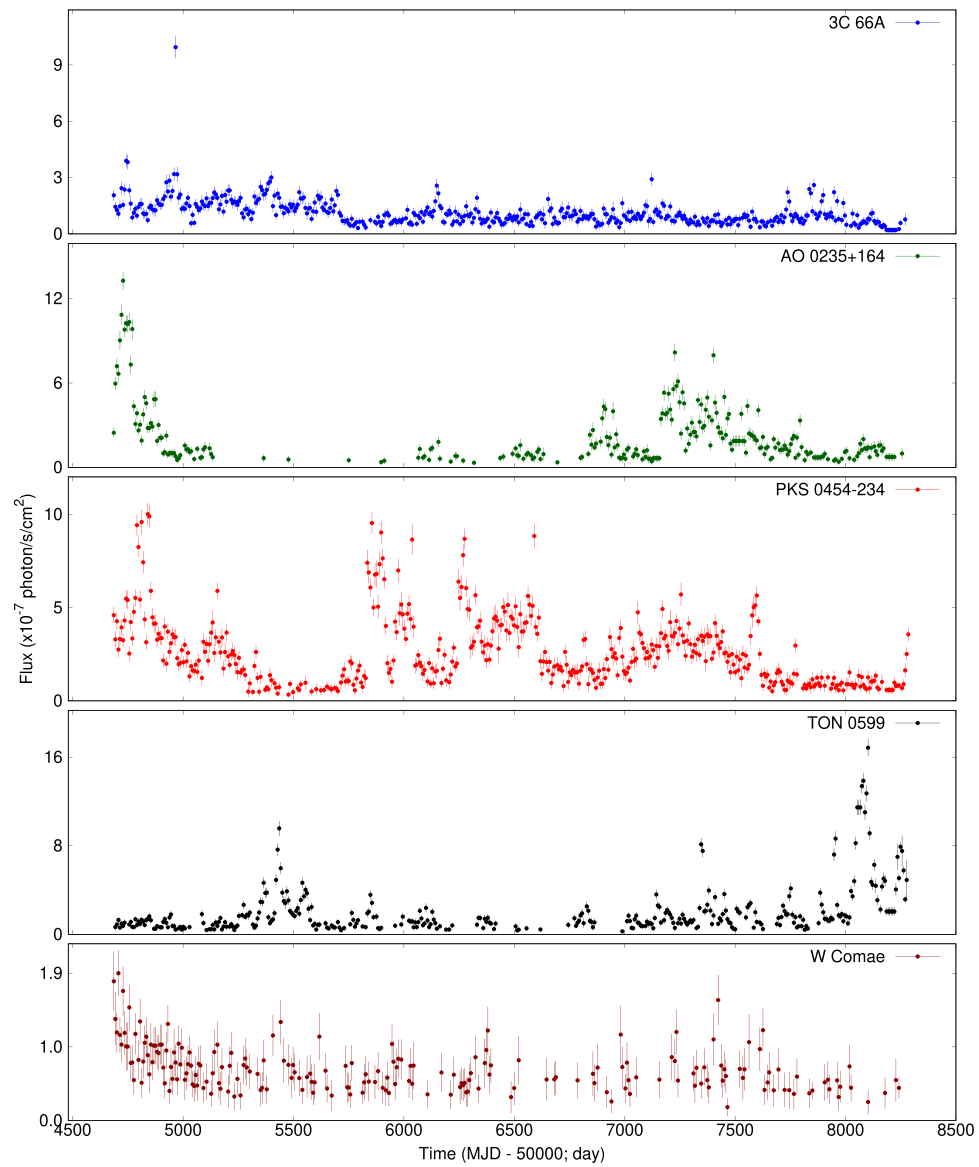 3C 66A
9
6
3
0
AO 0235+164
12
6
0
PKS 0454-234
10
5
0
Flux (x10-7 photon/s/cm2)
TON 0599
16
8
0
W Comae
1.9
1.0
0.0
4500 5000 5500 6000 6500 7000 7500 8000 8500
Time (MJD - 50000; day)